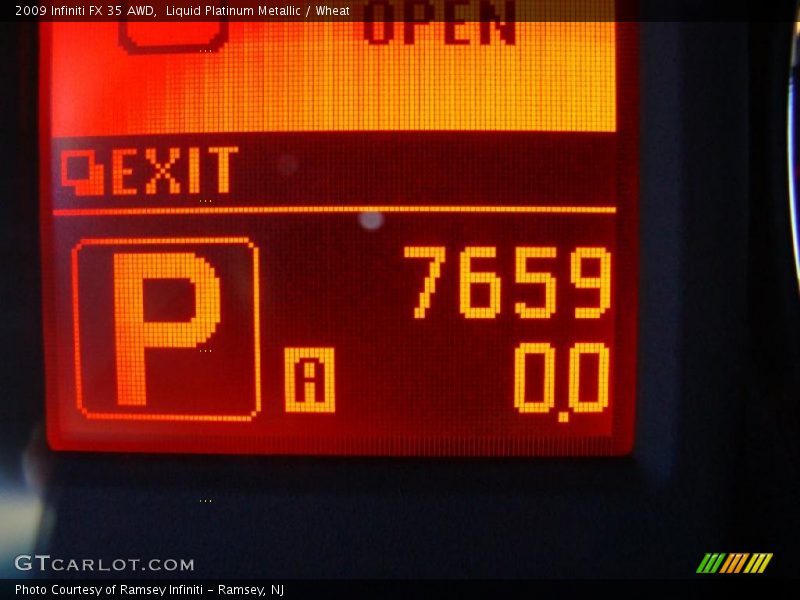 2009 Infiniti FX 35 AWD,  Liquid Platinum Metallic / Wheat
OPEN
EXIT
P
7659
A
0.0
GTCARLOT.COM
Photo Courtesy of Ramsey Infiniti – Ramsey, NJ